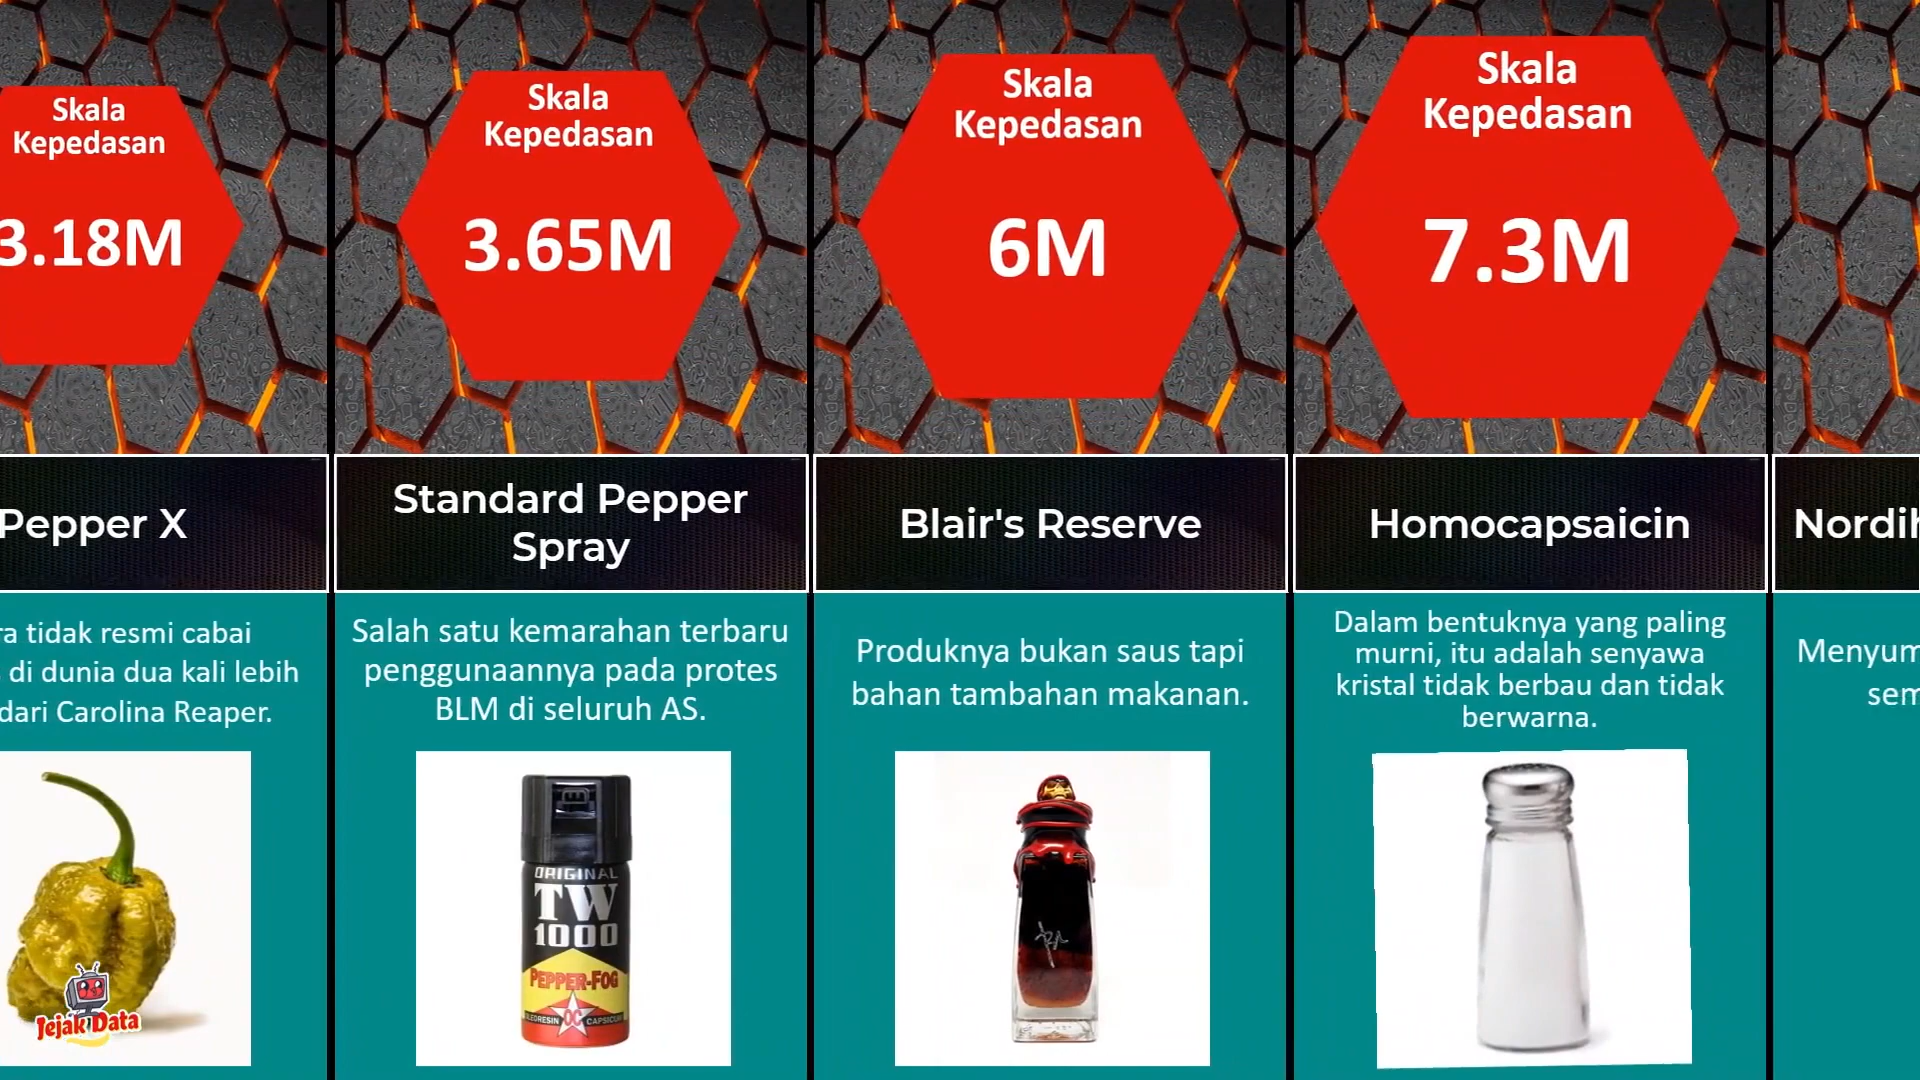 Skala
Kepedasan
3.18M
Pepper X
tidak resmi cabai
di dunia dua kali lebih
dari Carolina Reaper.
Jejak Data
Skala
Kepedasan
3.65M
Standard Pepper
Spray
Salah satu kemarahan terbaru
penggunaannya pada protes
BLM di seluruh AS.
ORIGINAL
TW
1000
PEPPER-FOG
OC
CAPSICUM
Skala
Kepedasan
6M
Blair's Reserve
Produknya bukan saus tapi
bahan tambahan makanan.
Skala
Kepedasan
7.3M
Homocapsaicin
Dalam bentuknya yang paling
murni, itu adalah senyawa
kristal tidak berbau dan tidak
berwarna.